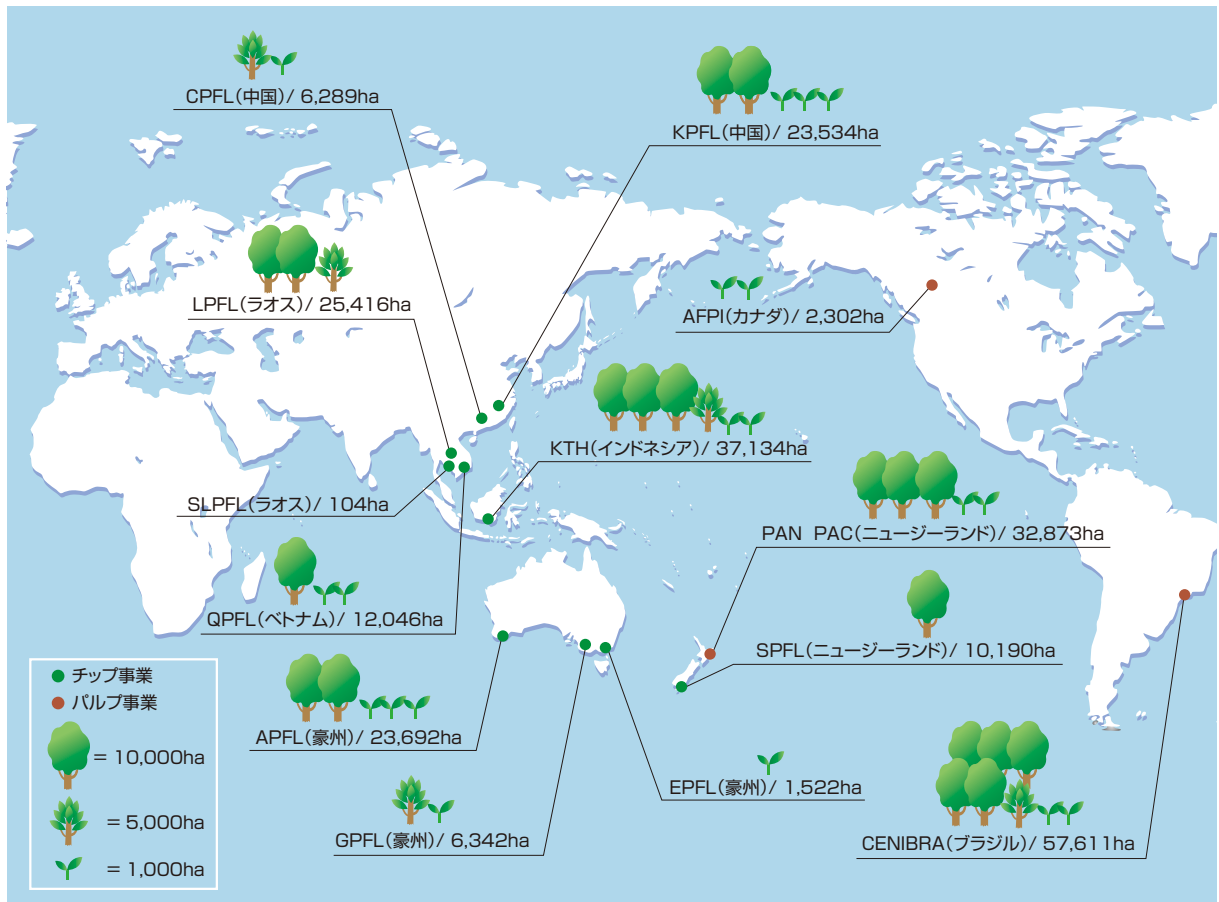 CPFL(中国)/ 6,289ha
KPFL(中国)/ 23,534ha
LPFL(ラオス)/ 25,416ha
AFPI(カナダ)/ 2,302ha
KTH(インドネシア)/ 37,134ha
SLPFL(ラオス)/ 104ha
PAN PAC(ニュージーランド)/ 32,873ha
QPFL(ベトナム)/ 12,046ha
SPFL(ニュージーランド)/ 10,190ha
APFL(豪州)/ 23,692ha
EPFL(豪州)/ 1,522ha
GPFL(豪州)/ 6,342ha
CENIBRA(ブラジル)/ 57,611ha
チップ事業
パルプ事業
= 10,000ha
= 5,000ha
= 1,000ha